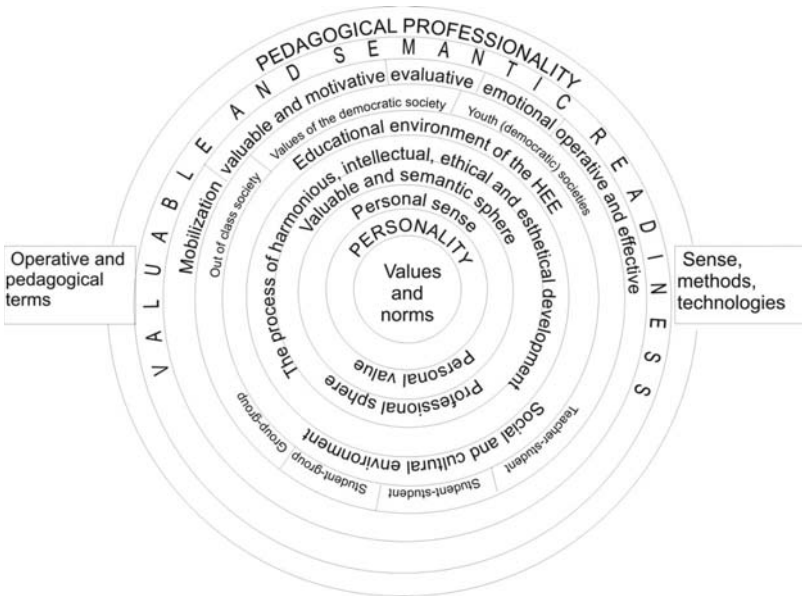 PEDAGOGICAL PROFESSIONALITY
VALUABLE AND SEMANTIC READINESS
Mobilization
valuable and motivative
evaluative
emotional
operative and effective
Out of class society
Values of the democratic society
Youth (democratic) societies
Educational environment of the HEE
The process of harmonious, intellectual, ethical and esthetical development
Valuable and semantic sphere
Personal sense
PERSONALITY
Values
and
norms
Operative and
pedagogical
terms
Sense,
methods,
technologies
Personal value
Professional sphere
Social and cultural environment
Group-group
Student-group
Student-student
Teacher-student